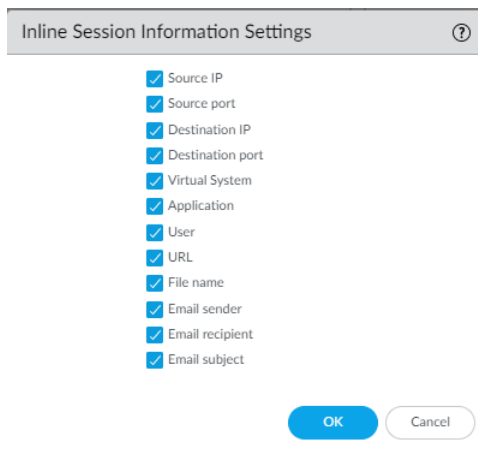 Inline Session Information Settings ?
Source IP
Source port
Destination IP
Destination port
Virtual System
Application
User
URL
File name
Email sender
Email recipient
Email subject
OK Cancel